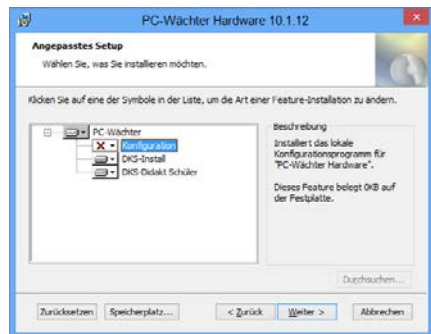 PC-Wächter Hardware 10.1.12
Angepasstes Setup
Wählen Sie, was Sie installieren möchten.
Klicken Sie auf eine der Symbole in der Liste, um die Art einer Feature-Installation zu ändern.
PC-Wächter
Konfiguration
DKS-Install
DKS-Didakt Schüler
Beschreibung
Installiert das lokale
Konfigurationsprogramm für
"PC-Wächter Hardware".
Dieses Feature belegt 0KB auf
der Festplatte.
Durchsuchen...
Zurücksetzen Speicherplatz... < Zurück Weiter > Abbrechen